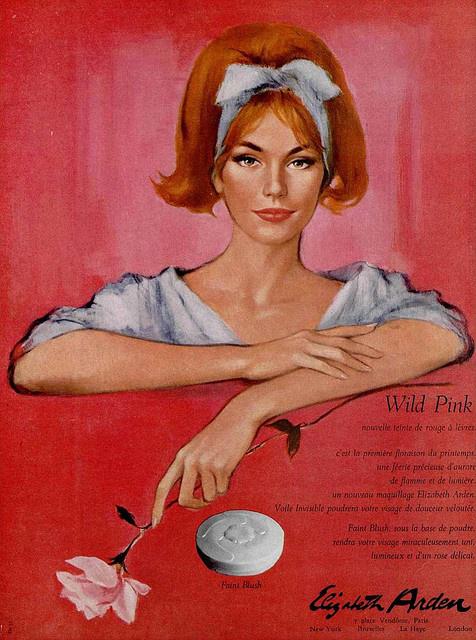 Wild Pink
nouvelle teinte de rouge à lèvres
c'est la première floraison du printemps,
une féerie précieuse d'aurore
de flamme et de lumière.
un nouveau maquillage Elizabeth Arden.
Voile Invisible poudrera votre visage de douceur veloutée.
Faint Blush, sous la base de poudre,
rendra votre visage miraculeusement uni,
lumineux et d'un rose délicat.
Faint Blush
Elizabeth Arden
7 place Vendôme, Paris
New York Bruxelles La Haye London